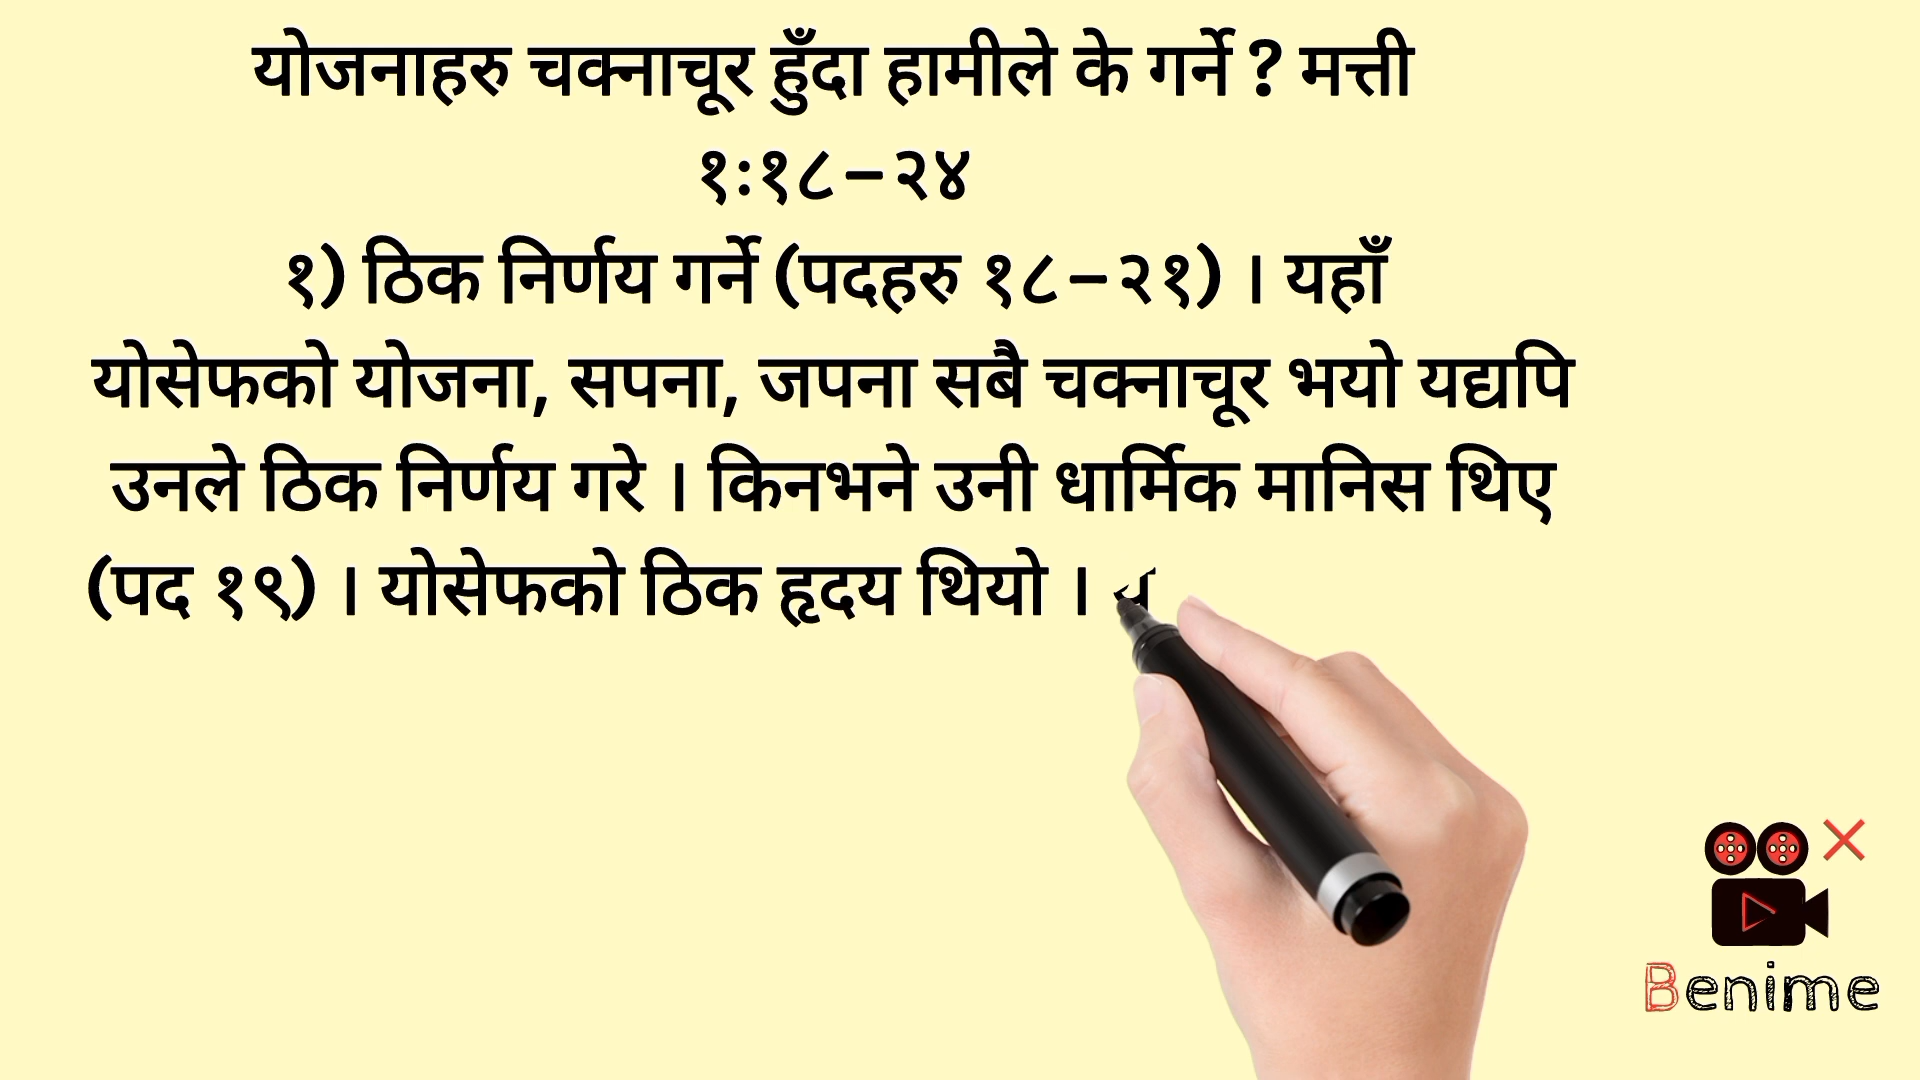 योजनाहरु चक्नाचूर हुँदा हामीले के गर्ने ? मत्ती
१ः१८–२४
१) ठिक निर्णय गर्ने (पदहरु १८–२१) । यहाँ
योसेफको योजना, सपना, जपना सबै चक्नाचूर भयो यद्यपि
उनले ठिक निर्णय गरे । किनभने उनी धार्मिक मानिस थिए
(पद १९) । योसेफको ठिक हृदय थियो ।
Benime